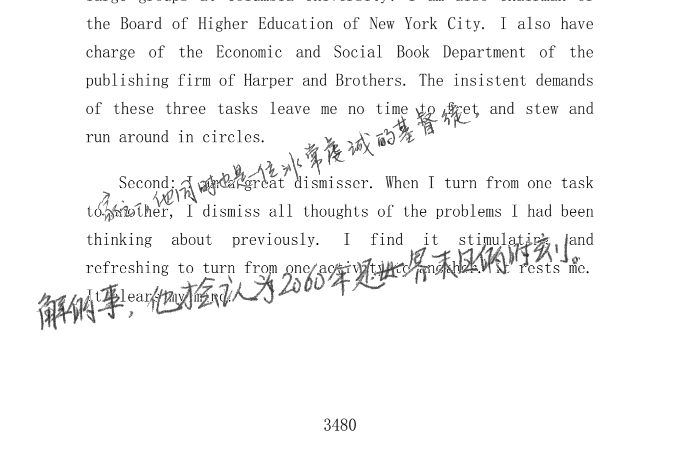 the Board of Higher Education of New York City. I also have
charge of the Economic and Social Book Department of the
publishing firm of Harper and Brothers. The insistent demands
of these three tasks leave me no time to fret, and stew and
run around in circles.
他同时也是一位非常虔诚的基督缐,
Second: I am a great dismisser. When I turn from one task
to another, I dismiss all thoughts of the problems I had been
thinking about previously. I find it stimulating and
refreshing to turn from one activity to another. It rests me.
It clears my mind.
解的事，他才会认为2000年是世界末日的时刻。
3480